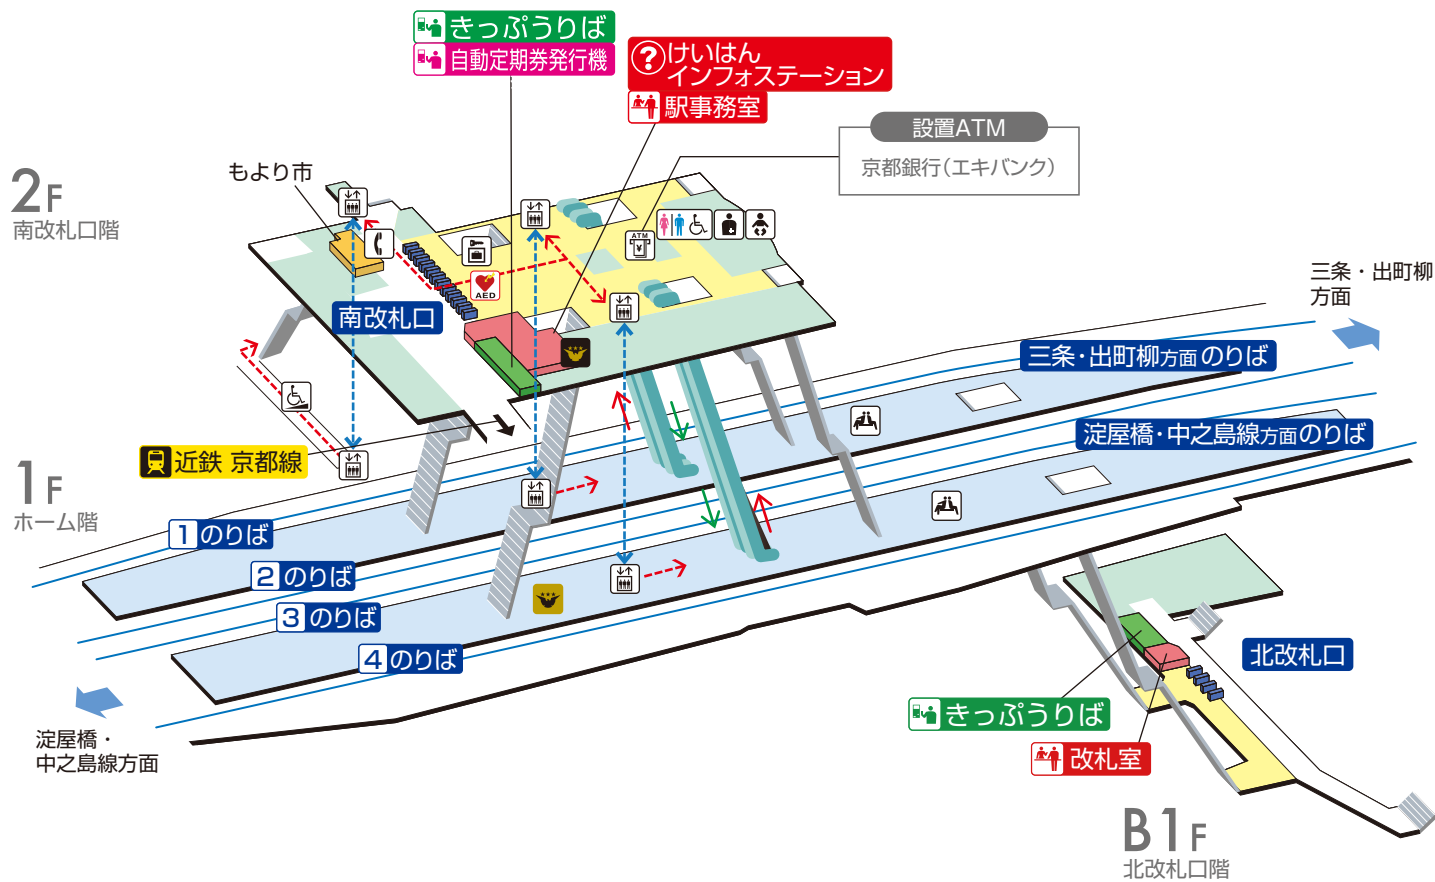 きっぷうりば
自動定期券発行機
けいはん
インフォステーション
駅事務室
設置ATM
京都銀行(エキバンク)
2F
南改札口階
もより市
ATM
AED
南改札口
三条・出町柳
方面
三条・出町柳方面のりば
淀屋橋・中之島線方面のりば
近鉄 京都線
1F
ホーム階
1のりば
2のりば
3のりば
4のりば
淀屋橋・
中之島線方面
北改札口
きっぷうりば
改札室
B1F
北改札口階